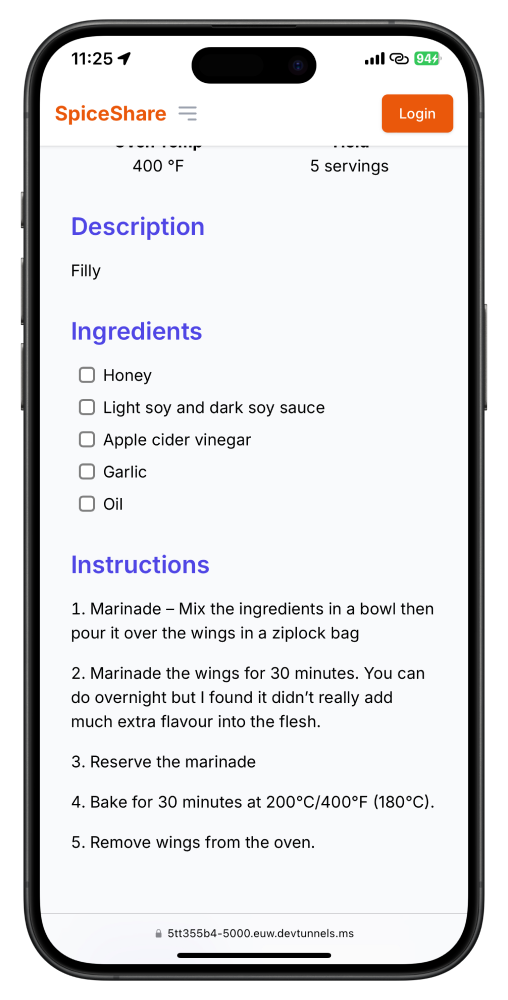 11:25
94
SpiceShare
Login
Oven Temp
Yield
400 °F
5 servings
Description
Filly
Ingredients
Honey
Light soy and dark soy sauce
Apple cider vinegar
Garlic
Oil
Instructions
1. Marinade – Mix the ingredients in a bowl then
pour it over the wings in a ziplock bag
2. Marinade the wings for 30 minutes. You can
do overnight but I found it didn’t really add
much extra flavour into the flesh.
3. Reserve the marinade
4. Bake for 30 minutes at 200°C/400°F (180°C).
5. Remove wings from the oven.
5tt355b4-5000.euw.devtunnels.ms